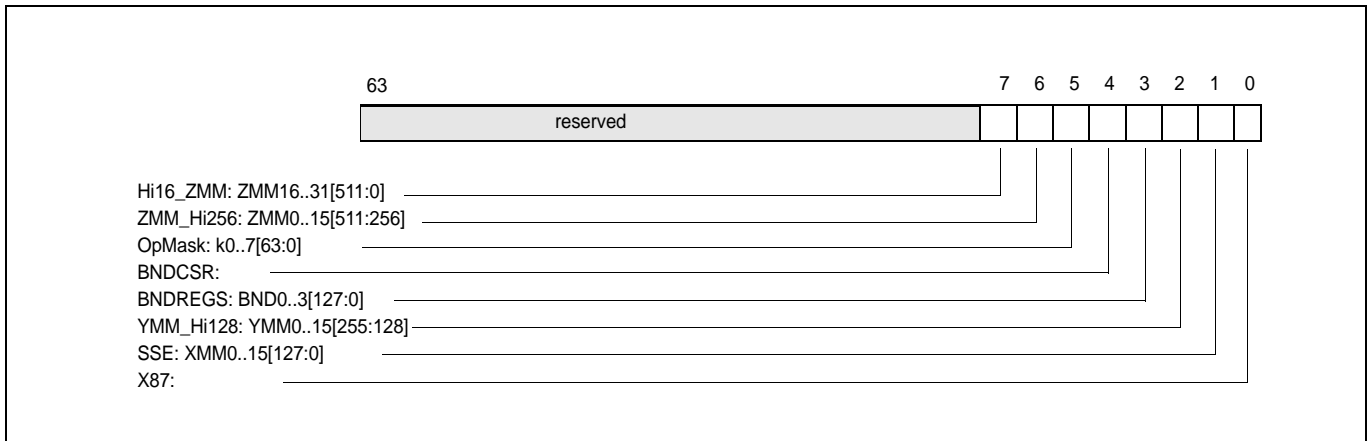 63 7 6 5 4 3 2 1 0
reserved
Hi16_ZMM: ZMM16..31[511:0]
ZMM_Hi256: ZMM0..15[511:256]
OpMask: k0..7[63:0]
BNDCSR:
BNDREGS: BND0..3[127:0]
YMM_Hi128: YMM0..15[255:128]
SSE: XMM0..15[127:0]
X87: